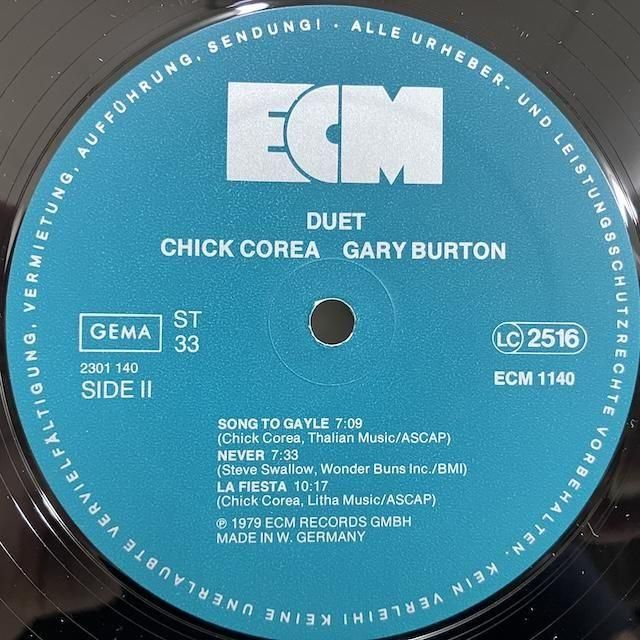 ECM
DUET
CHICK COREA GARY BURTON
GEMA
ST
33
LC 2516
2301 140
SIDE II
ECM 1140
SONG TO GAYLE 7:09
(Chick Corea, Thalian Music/ASCAP)
NEVER 7:33
(Steve Swallow, Wonder Buns Inc./BMI)
LA FIESTA 10:17
(Chick Corea, Litha Music/ASCAP)
℗ 1979 ECM RECORDS GMBH
MADE IN W. GERMANY
ALLE URHEBER- UND LEISTUNGSSCHUTZRECHTE VORBEHALTEN. KEIN VERLEIH! KEINE UNERLAUBTE VERVIELFÄLTIGUNG, VERMIETUNG, AUFFÜHRUNG, SENDUNG! -